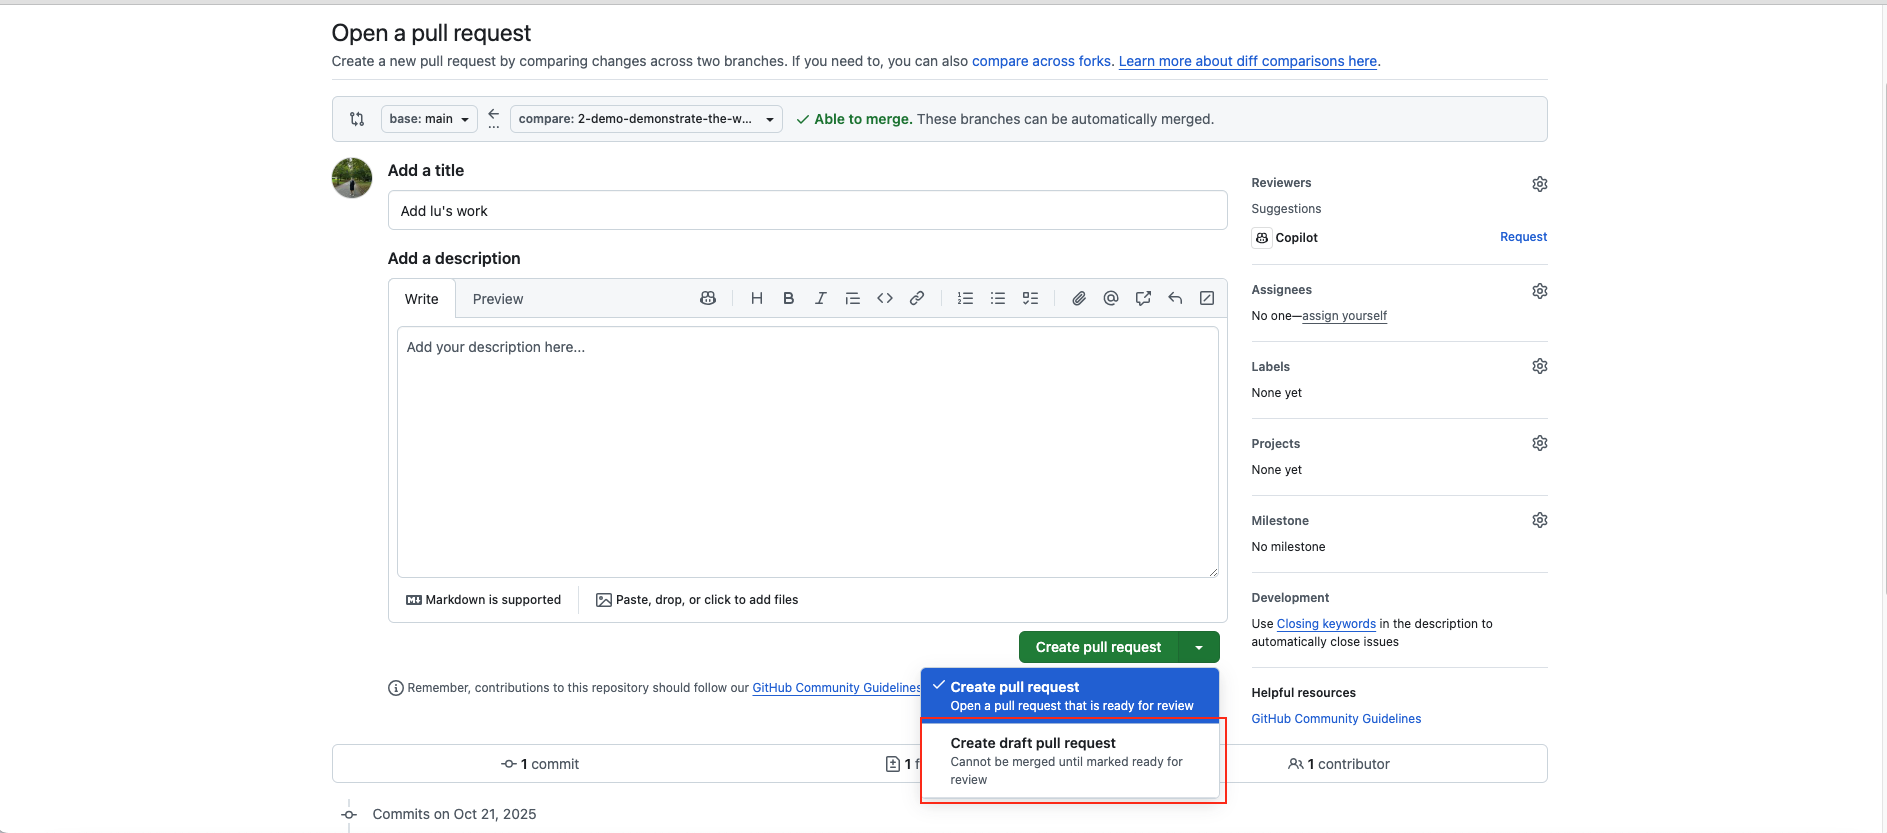 Open a pull request
Create a new pull request by comparing changes across two branches. If you need to, you can also compare across forks. Learn more about diff comparisons here.
base: main
compare: 2-demo-demonstrate-the-w...
Able to merge. These branches can be automatically merged.
Add a title
Add lu's work
Add a description
Write
Preview
Add your description here...
Markdown is supported
Paste, drop, or click to add files
Create pull request
Remember, contributions to this repository should follow our GitHub Community Guidelines
Create pull request
Open a pull request that is ready for review
Create draft pull request
Cannot be merged until marked ready for
review
Reviewers
Suggestions
Copilot
Request
Assignees
No one—assign yourself
Labels
None yet
Projects
None yet
Milestone
No milestone
Development
Use Closing keywords in the description to
automatically close issues
Helpful resources
GitHub Community Guidelines
1 commit
1 f
1 contributor
Commits on Oct 21, 2025